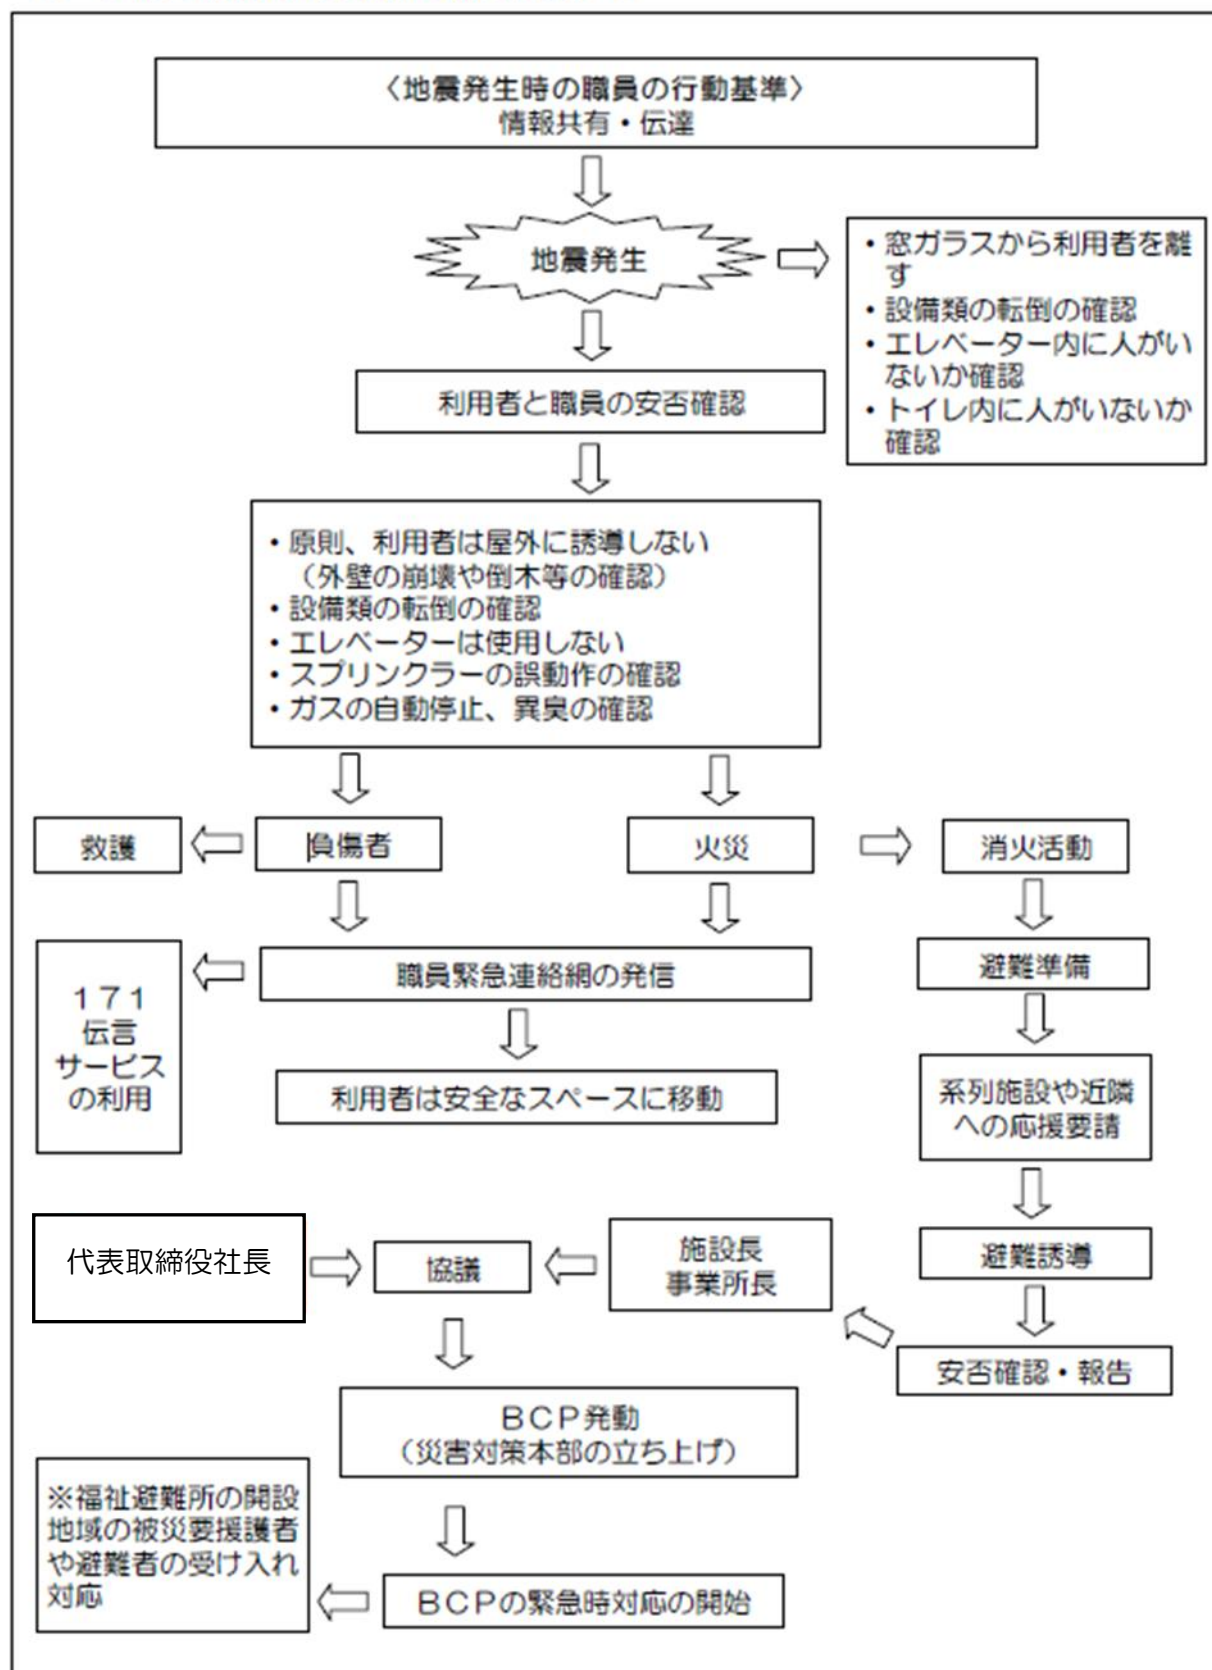 〈地震発生時の職員の行動基準〉
情報共有・伝達
地震発生
・窓ガラスから利用者を離
す
・設備類の転倒の確認
・エレベーター内に人がい
ないか確認
・トイレ内に人がいないか
確認
利用者と職員の安否確認
・原則、利用者は屋外に誘導しない
（外壁の崩壊や倒木等の確認）
・設備類の転倒の確認
・エレベーターは使用しない
・スプリンクラーの誤動作の確認
・ガスの自動停止、異臭の確認
救護
負傷者
火災
消火活動
職員緊急連絡網の発信
避難準備
１７１
伝言
サービス
の利用
利用者は安全なスペースに移動
系列施設や近隣
への応援要請
代表取締役社長
協議
施設長
事業所長
避難誘導
安否確認・報告
ＢＣＰ発動
（災害対策本部の立ち上げ）
※福祉避難所の開設
地域の被災要援護者
や避難者の受け入れ
対応
ＢＣＰの緊急時対応の開始